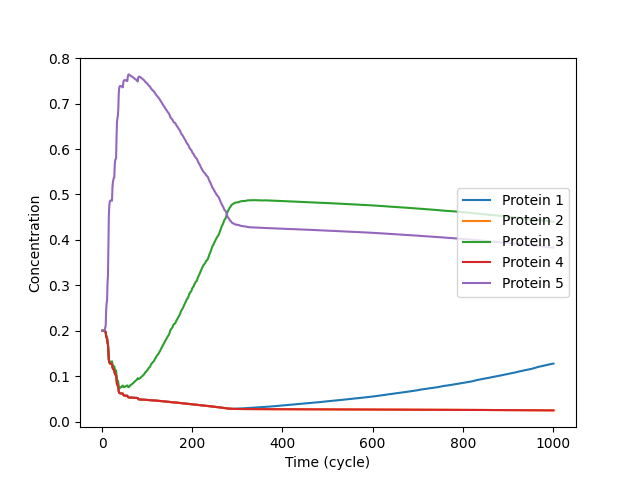 0.8
0.7
0.6
0.5
0.4
0.3
0.2
0.1
0.0
Concentration
Protein 1
Protein 2
Protein 3
Protein 4
Protein 5
0 200 400 600 800 1000
Time (cycle)